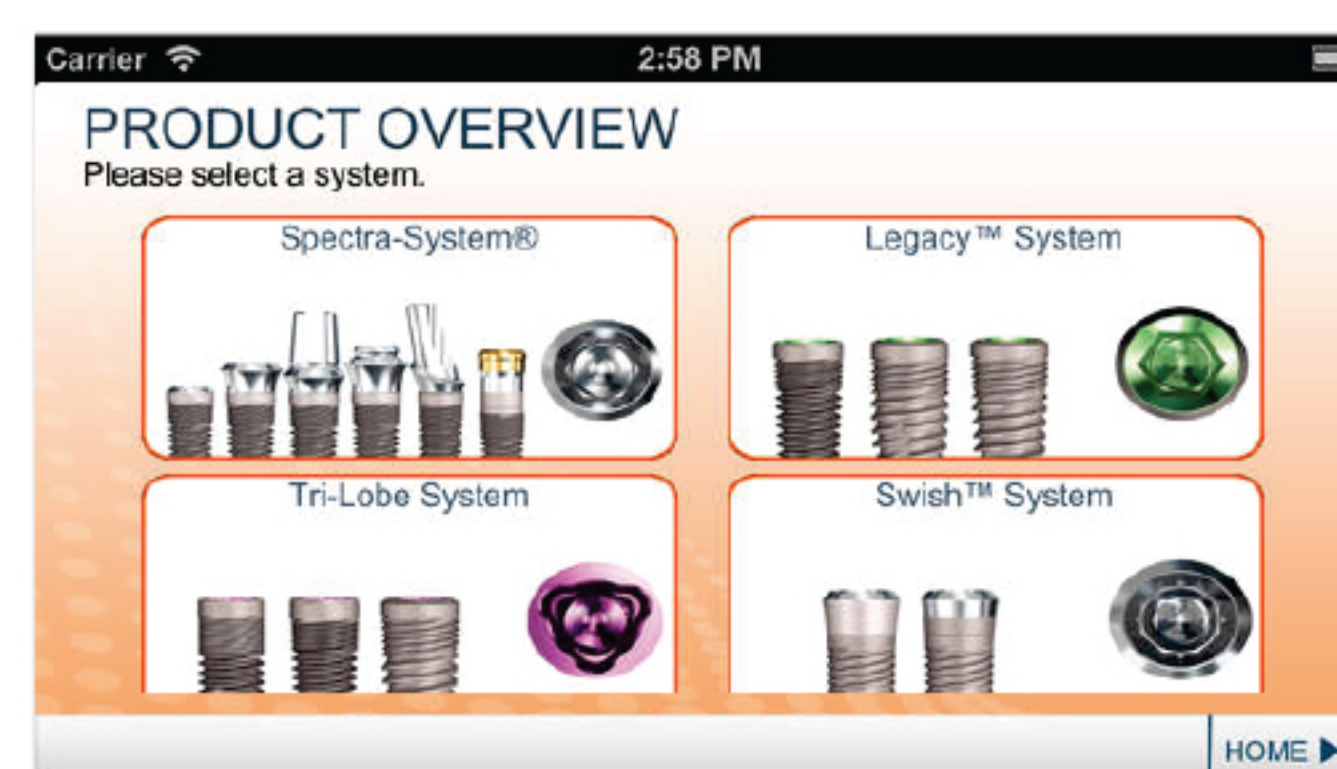 Carrier 2:58 PM
PRODUCT OVERVIEW
Please select a system.
Spectra-System® Legacy™ System
Tri-Lobe System Swish™ System
HOME